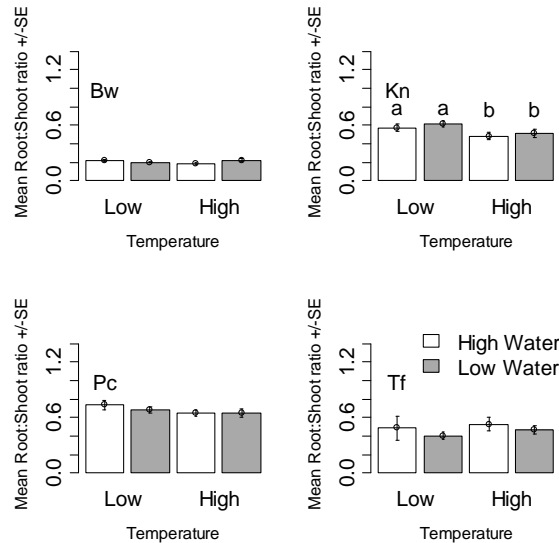 Mean Root:Shoot ratio +/-SE
0.0 0.6 1.2
Bw
Low High
Temperature
Mean Root:Shoot ratio +/-SE
0.0 0.6 1.2
Kn
a a b b
Low High
Temperature
Mean Root:Shoot ratio +/-SE
0.0 0.6 1.2
Pc
Low High
Temperature
Mean Root:Shoot ratio +/-SE
0.0 0.6 1.2
High Water
Low Water
Tf
Low High
Temperature